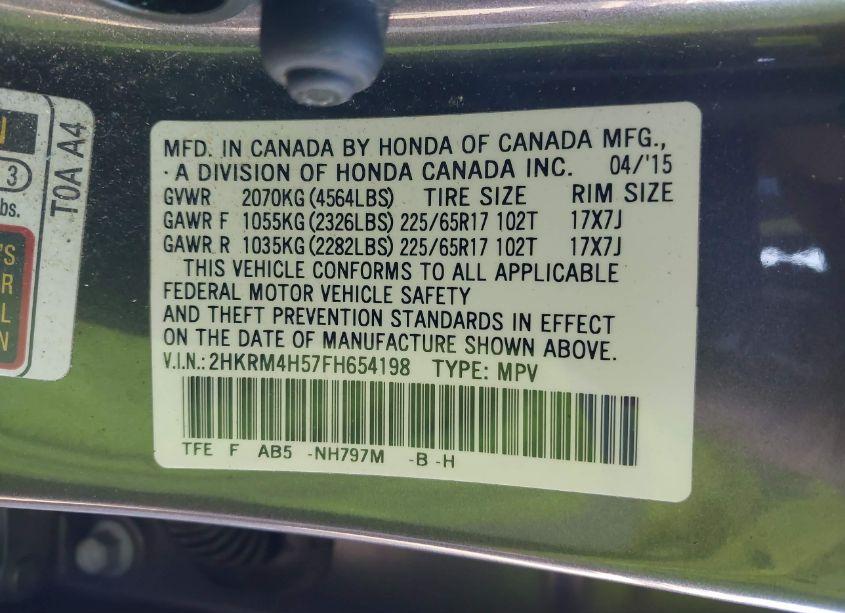 MFD. IN CANADA BY HONDA OF CANADA MFG.,
· A DIVISION OF HONDA CANADA INC. 04/'15
GVWR 2070KG (4564LBS) TIRE SIZE RIM SIZE
GAWR F 1055KG (2326LBS) 225/65R17 102T 17X7J
GAWR R 1035KG (2282LBS) 225/65R17 102T 17X7J
THIS VEHICLE CONFORMS TO ALL APPLICABLE
FEDERAL MOTOR VEHICLE SAFETY
AND THEFT PREVENTION STANDARDS IN EFFECT
ON THE DATE OF MANUFACTURE SHOWN ABOVE.
V.I.N.: 2HKRM4H57FH654198 TYPE: MPV
TFE F AB5 -NH797M -B -H
T0A A4
3
lbs.